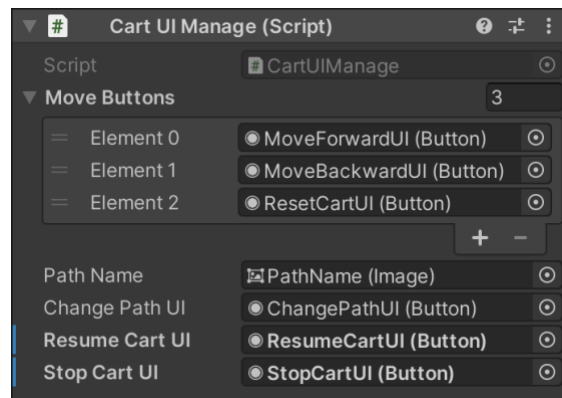 # Cart UI Manage (Script)
Script # CartUIManage
Move Buttons 3
Element 0 MoveForwardUI (Button)
Element 1 MoveBackwardUI (Button)
Element 2 ResetCartUI (Button)
+ −
Path Name PathName (Image)
Change Path UI ChangePathUI (Button)
Resume Cart UI ResumeCartUI (Button)
Stop Cart UI StopCartUI (Button)